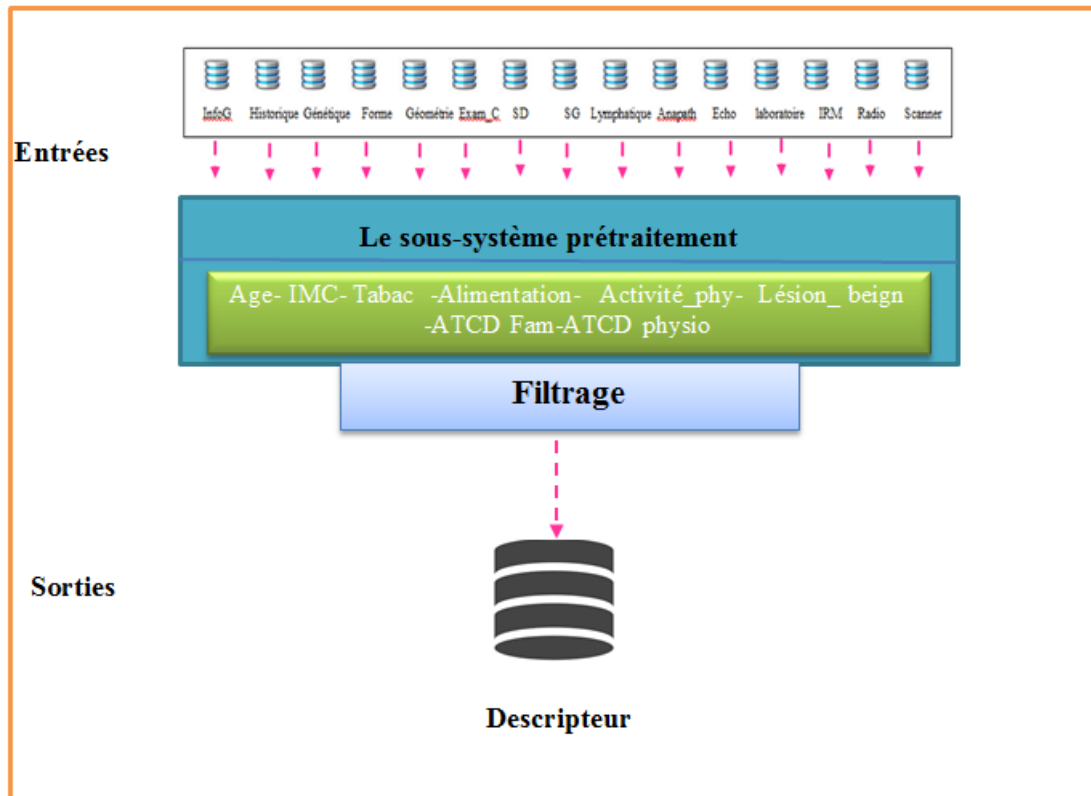 InfoG Historique Génétique Forme Géométrie Exam_C SD SG Lymphatique Anapath Echo laboratoire IRM Radio Scanner
Entrées
Le sous-système prétraitement
Age- IMC- Tabac -Alimentation- Activité_phy- Lésion_ beign
-ATCD Fam-ATCD physio
Filtrage
Sorties
Descripteur